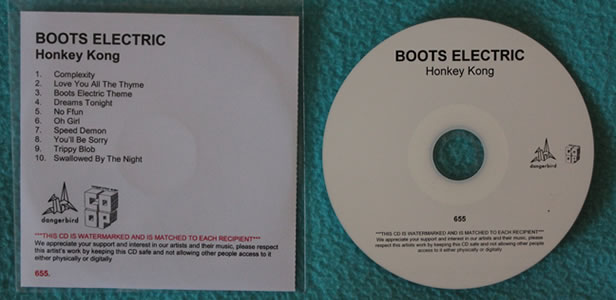 BOOTS ELECTRIC
Honkey Kong
1. Complexity
2. Love You All The Thyme
3. Boots Electric Theme
4. Dreams Tonight
5. No Ffun
6. Oh Girl
7. Speed Demon
8. You'll Be Sorry
9. Trippy Blob
10. Swallowed By The Night
dangerbird
CO
OP
***THIS CD IS WATERMARKED AND IS MATCHED TO EACH RECIPIENT***
We appreciate your support and interest in our artists and their music, please respect
this artist's work by keeping this CD safe and not allowing other people access to it
either physically or digitally
655.
BOOTS ELECTRIC
Honkey Kong
dangerbird
CO
OP
655
***THIS CD IS WATERMARKED AND IS MATCHED TO EACH RECIPIENT***
We appreciate your support and interest in our artists and their music, please
respect this artist's work by keeping this CD safe and not allowing other people
access to it either physically or digitally